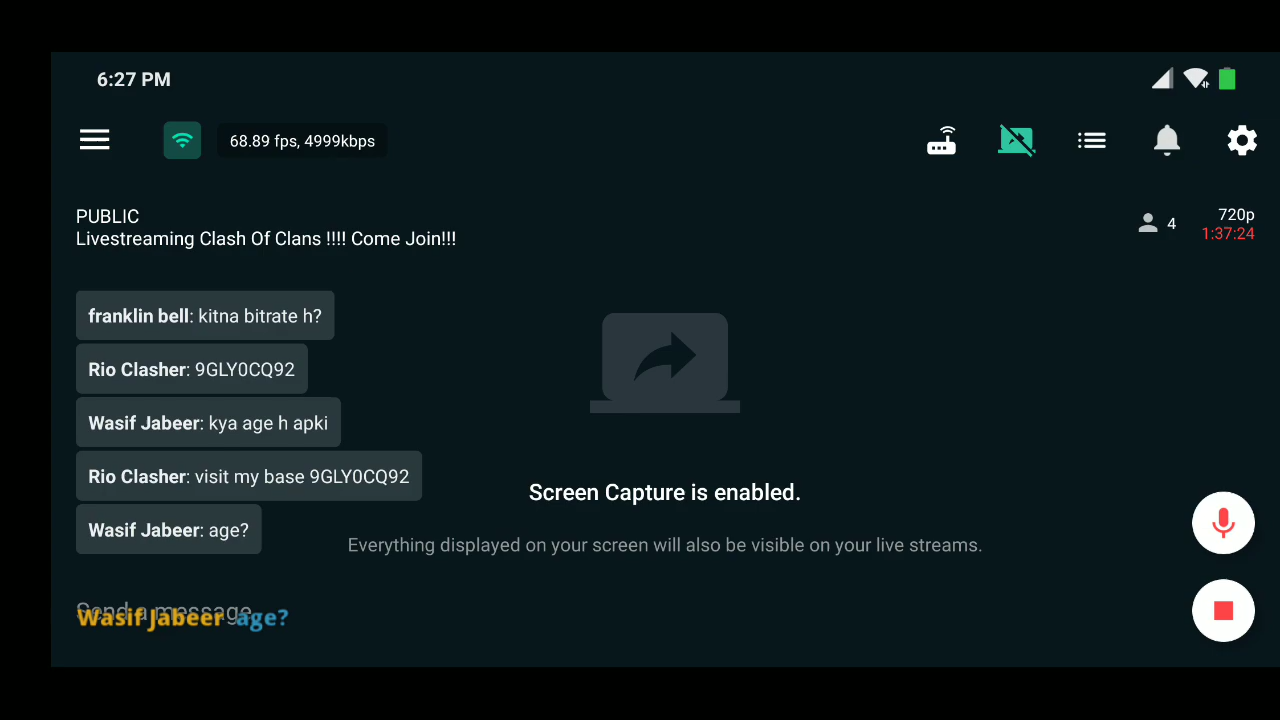 6:27 PM
68.89 fps, 4999kbps
PUBLIC
Livestreaming Clash Of Clans !!!! Come Join!!!
4
720p
1:37:24
franklin bell: kitna bitrate h?
Rio Clasher: 9GLY0CQ92
Wasif Jabeer: kya age h apki
Rio Clasher: visit my base 9GLY0CQ92
Wasif Jabeer: age?
Screen Capture is enabled.
Everything displayed on your screen will also be visible on your live streams.
Send a message
Wasif Jabeer age?